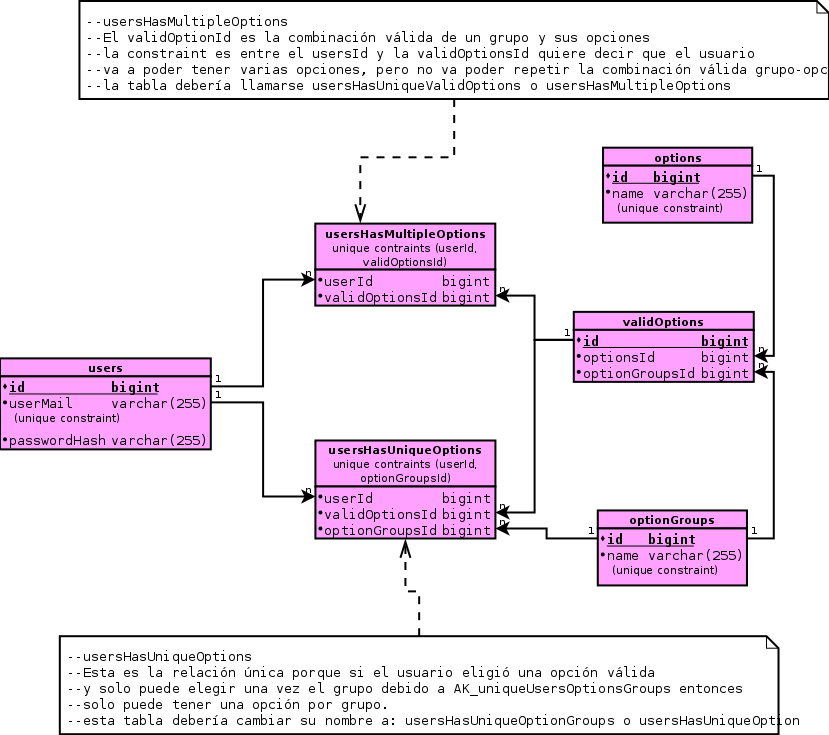 --usersHasMultipleOptions
--El validOptionId es la combinación válida de un grupo y sus opciones
--la constraint es entre el usersId y la validOptionsId quiere decir que el usuario
--va a poder tener varias opciones, pero no va poder repetir la combinación válida grupo-opc
--la tabla debería llamarse usersHasUniqueValidOptions o usersHasMultipleOptions
options
id bigint
name varchar(255)
(unique constraint)
1
usersHasMultipleOptions
unique contraints (userId,
validOptionsId)
userId bigint
validOptionsId bigint
n
n
validOptions
id bigint
optionsId bigint
optionGroupsId bigint
1
n
n
users
id bigint
userMail varchar(255)
(unique constraint)
passwordHash varchar(255)
1
1
usersHasUniqueOptions
unique contraints (userId,
optionGroupsId)
userId bigint
validOptionsId bigint
optionGroupsId bigint
n
n
n
optionGroups
id bigint
name varchar(255)
(unique constraint)
1
1
--usersHasUniqueOptions
--Esta es la relación única porque si el usuario eligió una opción válida
--y solo puede elegir una vez el grupo debido a AK_uniqueUsersOptionsGroups entonces
--solo puede tener una opción por grupo.
--esta tabla debería cambiar su nombre a: usersHasUniqueOptionGroups o usersHasUniqueOption